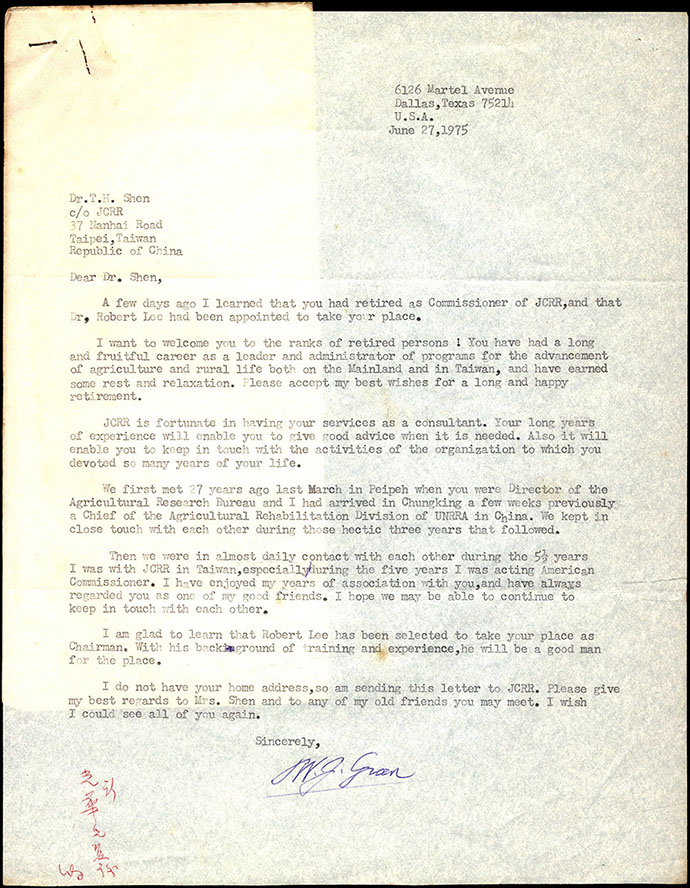 6126 Martel Avenue
Dallas,Texas 75214
U.S.A.
June 27,1975
Dr.T.H. Shen
c/o JCRR
37 Nanhai Road
Taipei,Taiwan
Republic of China
Dear Dr. Shen,
A few days ago I learned that you had retired as Commissioner of JCRR,and that
Dr, Robert Lee had been appointed to take your place.
I want to welcome you to the ranks of retired persons ! You have had a long
and fruitful career as a leader and administrator of programs for the advancement
of agriculture and rural life both on the Mainland and in Taiwan, and have earned
some rest and relaxation. Please accept my best wishes for a long and happy
retirement.
JCRR is fortunate in having your services as a consultant. Your long years
of experience will enable you to give good advice when it is needed. Also it will
enable you to keep in touch with the activities of the organization to which you
devoted so many years of your life.
We first met 27 years ago last March in Peipeh when you were Director of the
Agricultural Research Bureau and I had arrived in Chungking a few weeks previously
a Chief of the Agricultural Rehabilitation Division of UNRRA in China. We kept in
close touch with each other during those hectic three years that followed.
Then we were in almost daily contact with each other during the 5½ years
I was with JCRR in Taiwan,especially/during the five years I was acting American
Commissioner. I have enjoyed my years of association with you,and have always
regarded you as one of my good friends. I hope we may be able to continue to
keep in touch with each other.
I am glad to learn that Robert Lee has been selected to take your place as
Chairman. With his background of training and experience,he will be a good man
for the place.
I do not have your home address,so am sending this letter to JCRR. Please give
my best regards to Mrs. Shen and to any of my old friends you may meet. I wish
I could see all of you again.
Sincerely,
W.J. Green